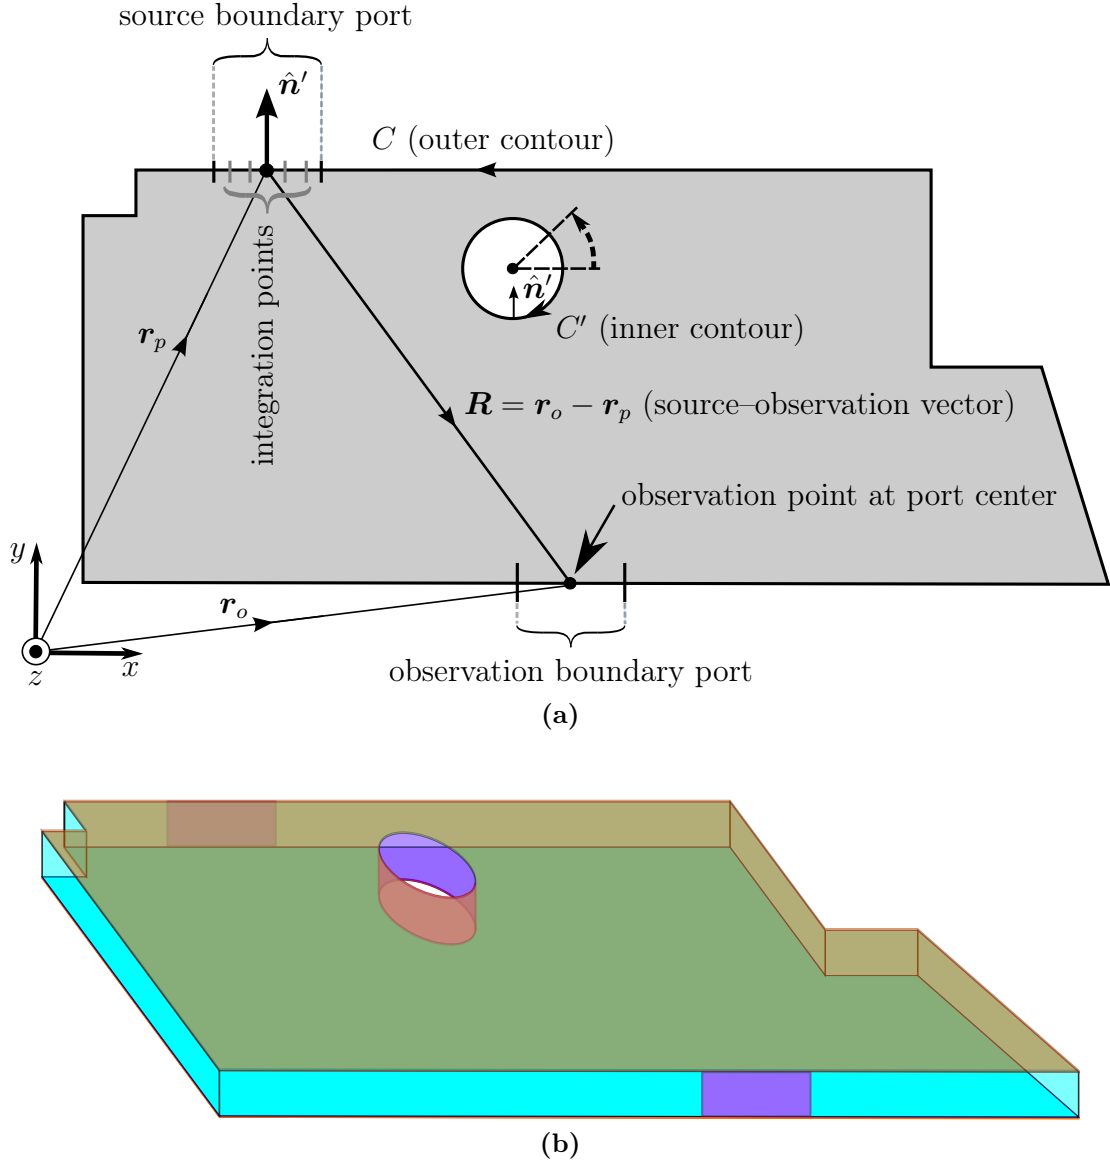 source boundary port
n̂′
C (outer contour)
integration points
n̂′
C′ (inner contour)
r_p
R = r_o − r_p (source–observation vector)
observation point at port center
y
r_o
x
z
observation boundary port
(a)
(b)